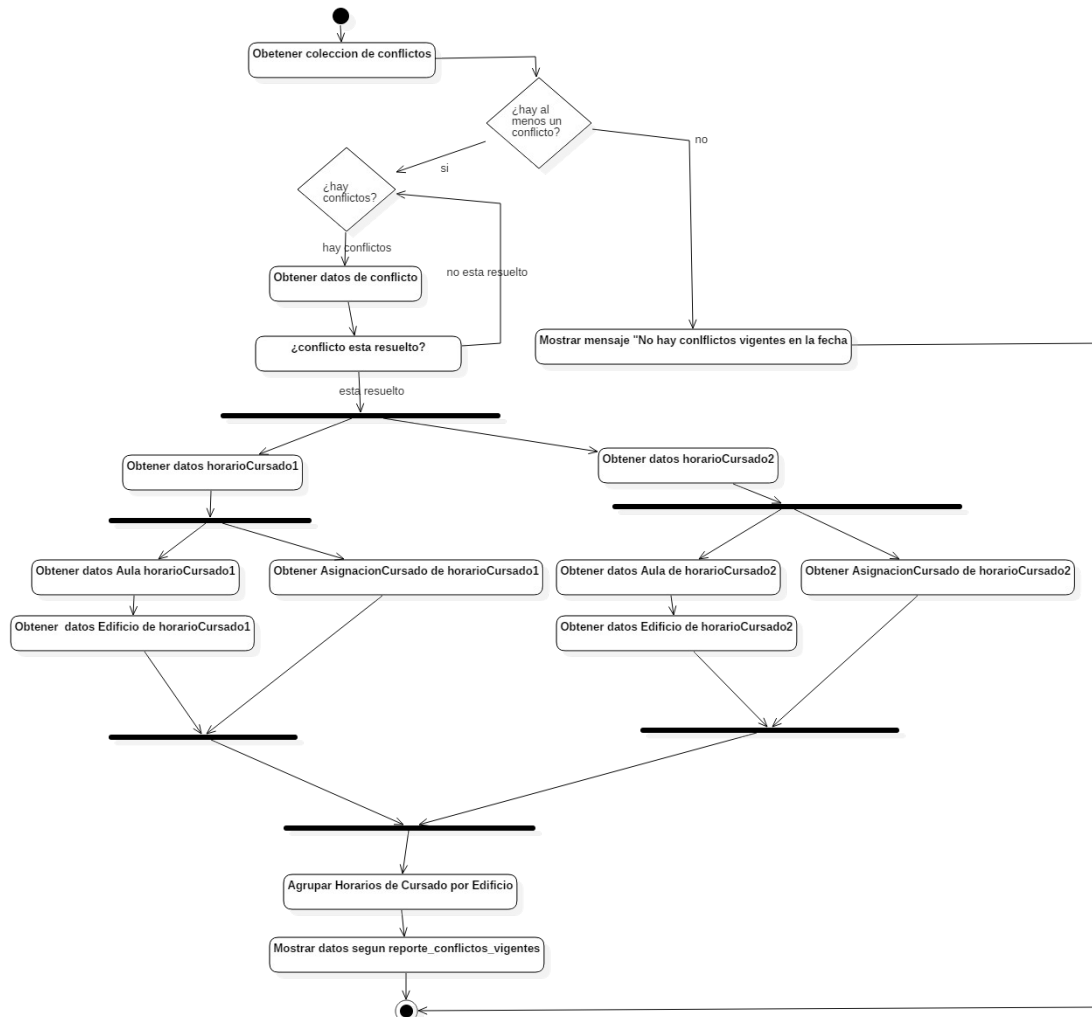 Obetener coleccion de conflictos
¿hay al
menos un
conflicto?
no
si
¿hay
conflictos?
hay conflictos
no esta resuelto
Obtener datos de conflicto
¿conflicto esta resuelto?
Mostrar mensaje "No hay conlflictos vigentes en la fecha
esta resuelto
Obtener datos horarioCursado1
Obtener datos horarioCursado2
Obtener datos Aula horarioCursado1
Obtener AsignacionCursado de horarioCursado1
Obtener datos Aula de horarioCursado2
Obtener AsignacionCursado de horarioCursado2
Obtener  datos Edificio de horarioCursado1
Obtener datos Edificio de horarioCursado2
Agrupar Horarios de Cursado por Edificio
Mostrar datos segun reporte_conflictos_vigentes